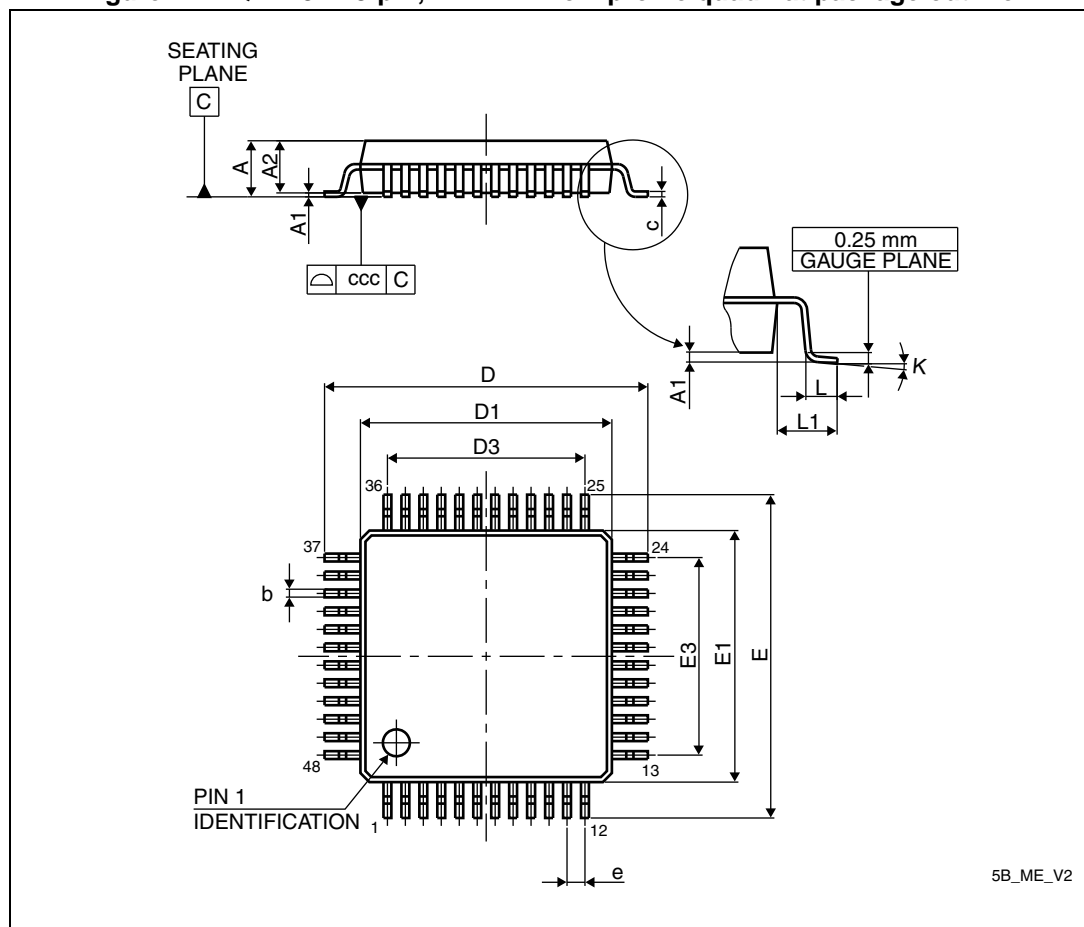 SEATING
PLANE
C
A
A2
A1
c
ccc C
0.25 mm
GAUGE PLANE
A1
K
L
L1
D
D1
D3
36
25
37
24
b
E3
E1
E
48
13
PIN 1
IDENTIFICATION
1
12
e
5B_ME_V2